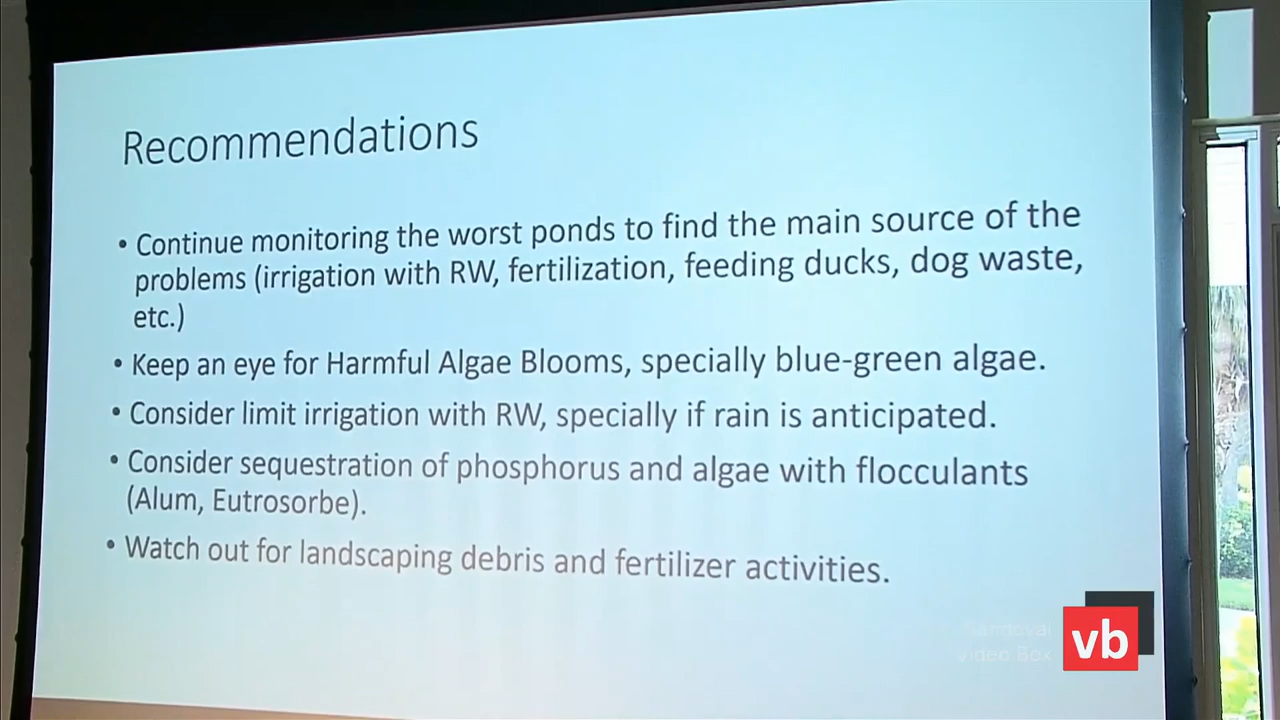 Recommendations
• Continue monitoring the worst ponds to find the main source of the
problems (irrigation with RW, fertilization, feeding ducks, dog waste,
etc.)
• Keep an eye for Harmful Algae Blooms, specially blue-green algae.
• Consider limit irrigation with RW, specially if rain is anticipated.
• Consider sequestration of phosphorus and algae with flocculants
(Alum, Eutrosorbe).
• Watch out for landscaping debris and fertilizer activities.
Sandoval
Video Box
vb